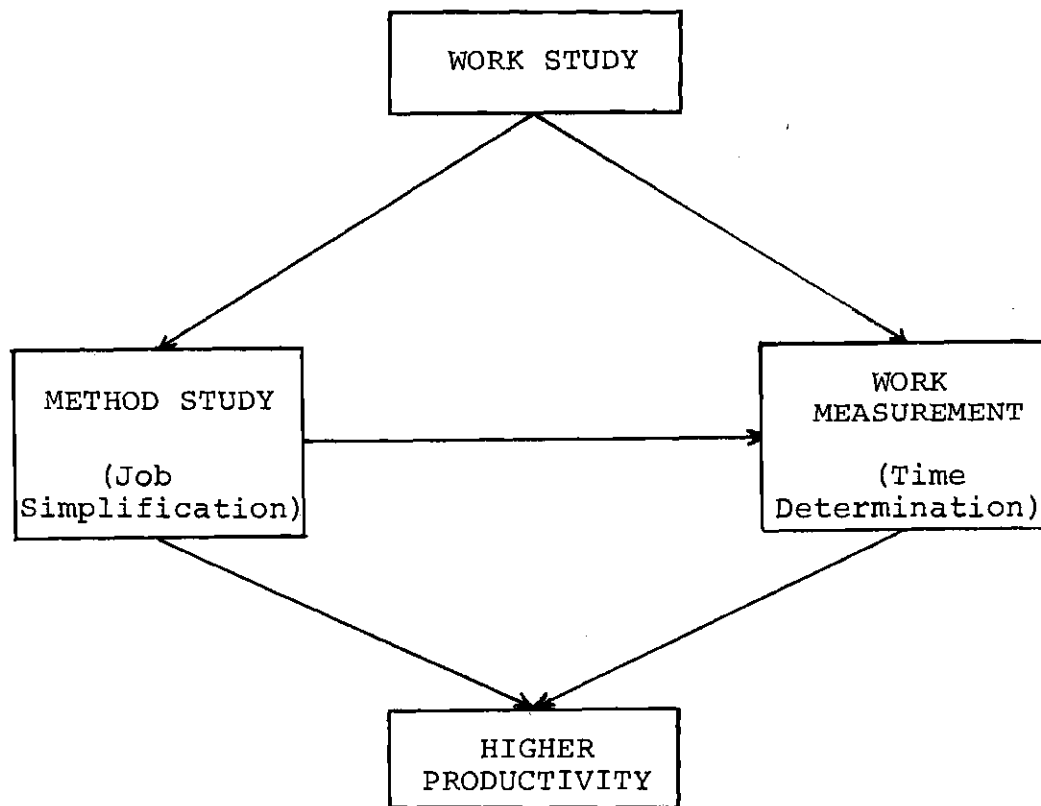 WORK STUDY
METHOD STUDY
(Job
Simplification)
WORK
MEASUREMENT
(Time
Determination)
HIGHER
PRODUCTIVITY